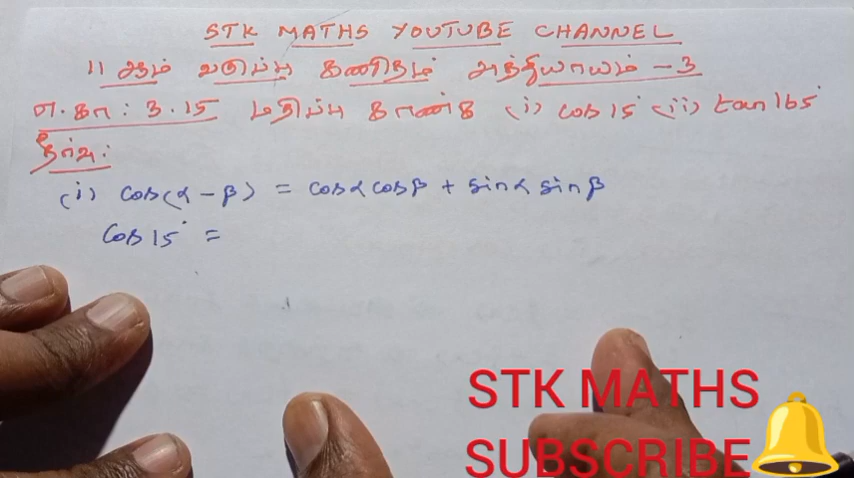 STK MATHS YOUTUBE CHANNEL
11 ஆம் வகுப்பு கணிதம் அத்தியாயம் - 3
எ.கா : 3.15 மதிப்பு காண்க (i) cos 15° (ii) tan 165°
தீர்வு:
(i) cos(α - β) = cosα cosβ + sinα sinβ
cos 15° =
STK MATHS
SUBSCRIBE